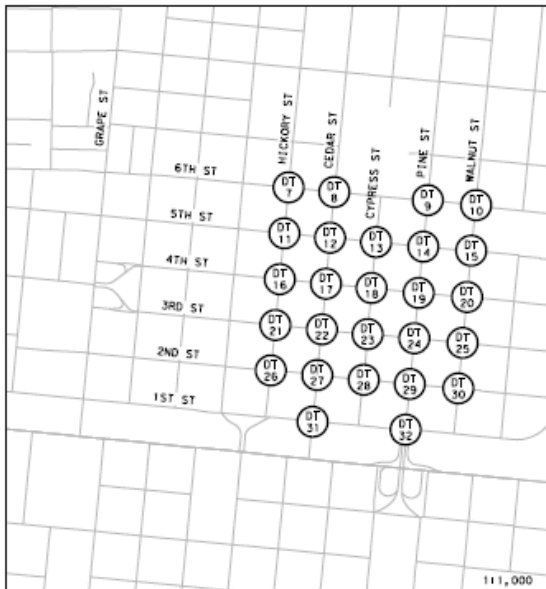 GRAPE ST
HICKORY ST
CEDAR ST
CYPRESS ST
PINE ST
WALNUT ST
6TH ST
DT
7
DT
8
DT
9
DT
10
5TH ST
DT
11
DT
12
DT
13
DT
14
DT
15
4TH ST
DT
16
DT
17
DT
18
DT
19
DT
20
3RD ST
DT
21
DT
22
DT
23
DT
24
DT
25
2ND ST
DT
26
DT
27
DT
28
DT
29
DT
30
1ST ST
DT
31
DT
32
1:1,000